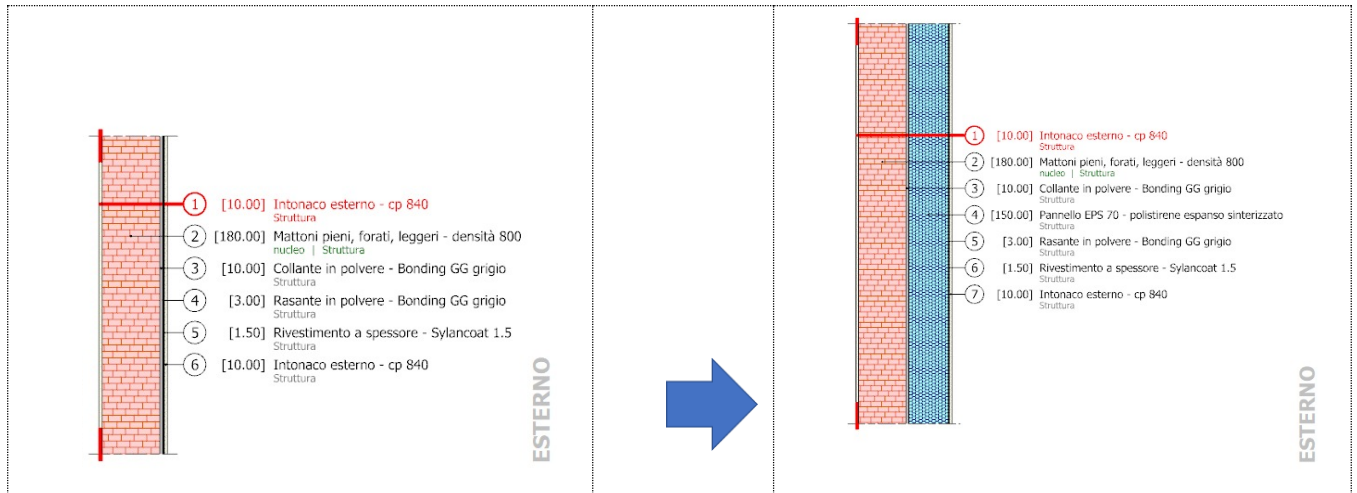 1 [10.00] Intonaco esterno - cp 840
Struttura
2 [180.00] Mattoni pieni, forati, leggeri - densità 800
nucleo | Struttura
3 [10.00] Collante in polvere - Bonding GG grigio
Struttura
4 [3.00] Rasante in polvere - Bonding GG grigio
Struttura
5 [1.50] Rivestimento a spessore - Sylancoat 1.5
Struttura
6 [10.00] Intonaco esterno - cp 840
Struttura
ESTERNO
1 [10.00] Intonaco esterno - cp 840
Struttura
2 [180.00] Mattoni pieni, forati, leggeri - densità 800
nucleo | Struttura
3 [10.00] Collante in polvere - Bonding GG grigio
Struttura
4 [150.00] Pannello EPS 70 - polistirene espanso sinterizzato
Struttura
5 [3.00] Rasante in polvere - Bonding GG grigio
Struttura
6 [1.50] Rivestimento a spessore - Sylancoat 1.5
Struttura
7 [10.00] Intonaco esterno - cp 840
Struttura
ESTERNO